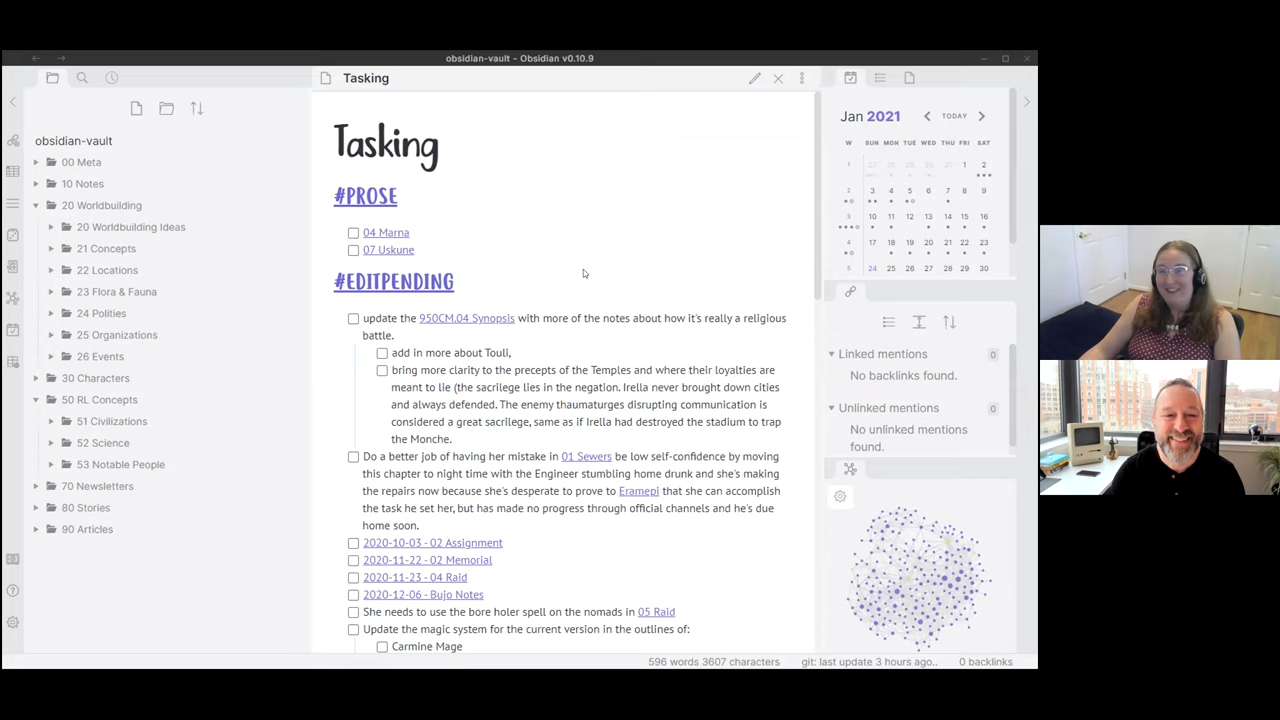 obsidian-vault - Obsidian v0.10.9
Tasking
obsidian-vault
00 Meta
10 Notes
20 Worldbuilding
20 Worldbuilding Ideas
21 Concepts
22 Locations
23 Flora & Fauna
24 Polities
25 Organizations
26 Events
30 Characters
50 RL Concepts
51 Civilizations
52 Science
53 Notable People
70 Newsletters
80 Stories
90 Articles
Tasking
#PROSE
04 Marna
07 Uskune
#EDITPENDING
update the 950CM.04 Synopsis with more of the notes about how it's really a religious
battle.
add in more about Touli,
bring more clarity to the precepts of the Temples and where their loyalties are
meant to lie (the sacrilege lies in the negation. Irella never brought down cities
and always defended. The enemy thaumaturges disrupting communication is
considered a great sacrilege, same as if Irella had destroyed the stadium to trap
the Monche.
Do a better job of having her mistake in 01 Sewers be low self-confidence by moving
this chapter to night time with the Engineer stumbling home drunk and she's making
the repairs now because she's desperate to prove to Eramepi that she can accomplish
the task he set her, but has made no progress through official channels and he's due
home soon.
2020-10-03 - 02 Assignment
2020-11-22 - 02 Memorial
2020-11-23 - 04 Raid
2020-12-06 - Bujo Notes
She needs to use the bore holer spell on the nomads in 05 Raid
Update the magic system for the current version in the outlines of:
Carmine Mage
Jan 2021 TODAY
W SUN MON TUE WED THU FRI SAT
1 27 28 29 30 31 1 2
2 3 4 5 6 7 8 9
3 10 11 12 13 14 15 16
4 17 18 19 20 21 22 23
5 24 25 26 27 28 29 30
Linked mentions 0
No backlinks found.
Unlinked mentions 0
No unlinked mentions
found.
596 words 3607 characters git: last update 3 hours ago.. 0 backlinks